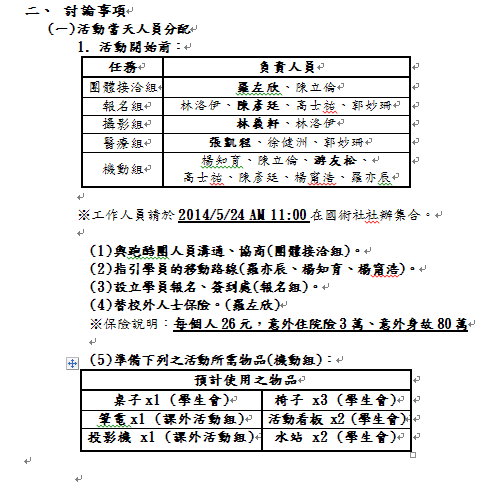 二、 討論事項
(一)活動當天人員分配
1. 活動開始前：
任務 負責人員
團體接洽組 羅左欣、陳立倫
報名組 林洛伊、陳彥廷、高士祐、郭妙珊
攝影組 林義軒、林洛伊
醫療組 張凱程、徐健洲、郭妙珊
機動組 楊知育、陳立倫、游友松、
高士祐、陳彥廷、楊甯浩、羅亦辰
※工作人員請於 2014/5/24 AM 11:00 在國術社社辦集合。
(1)與跑酷團人員溝通、協商(團體接洽組)。
(2)指引學員的移動路線(羅亦辰、楊知育、楊甯浩)。
(3)設立學員報名、簽到處(報名組)。
(4)替校外人士保險。(羅左欣)
※保險說明：每個人 26 元，意外住院險 3 萬、意外身故 80 萬
(5)準備下列之活動所需物品(機動組)：
預計使用之物品
桌子 x1 (學生會) 椅子 x3 (學生會)
筆電 x1 (課外活動組) 活動看板 x2 (學生會)
投影機 x1 (課外活動組) 水站 x2 (學生會)